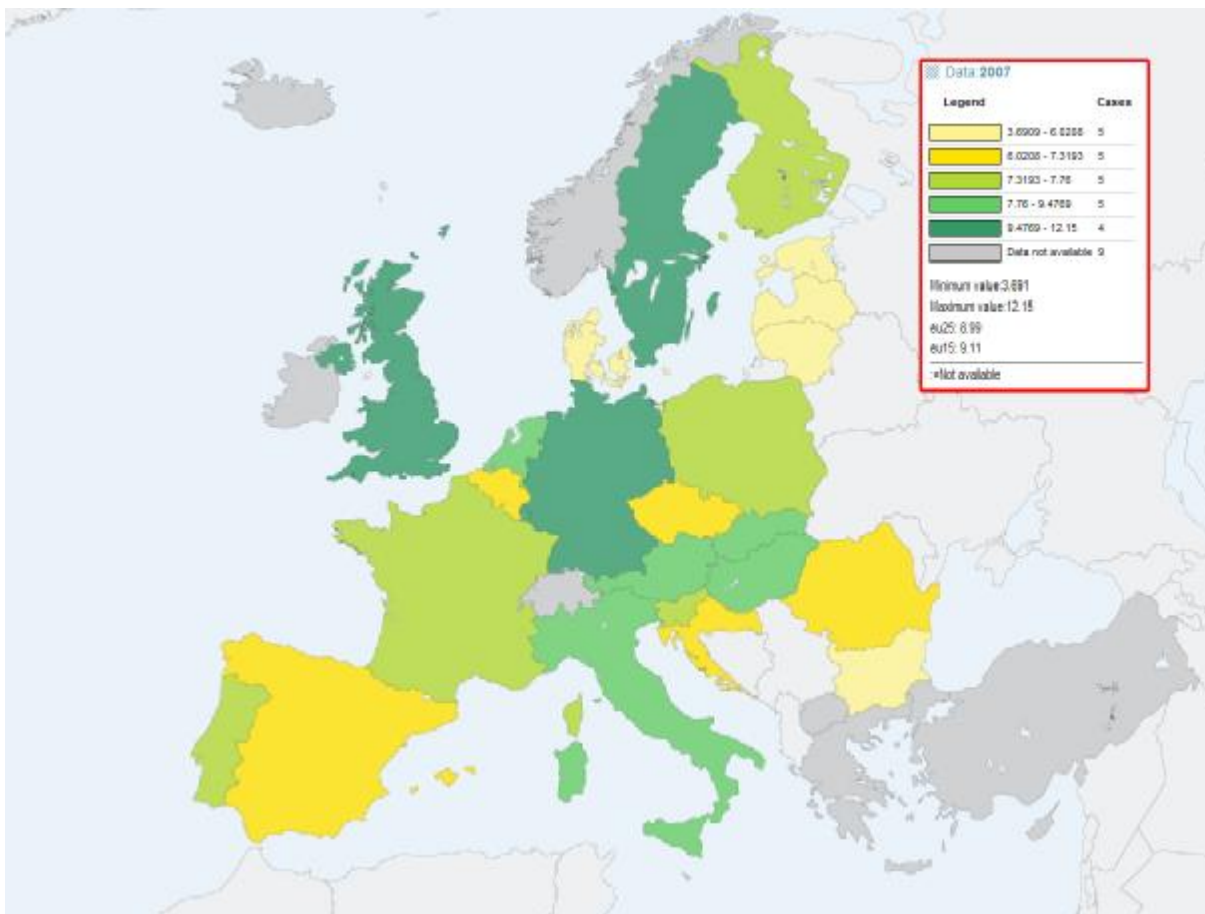 Data:2007
Legend Cases
3.6909 - 6.0208 5
6.0208 - 7.3193 5
7.3193 - 7.76 5
7.76 - 9.4769 5
9.4769 - 12.15 4
Data not available 9
Minimum value:3.691
Maximum value:12.15
eu25: 8.99
eu15: 9.11
:=Not available